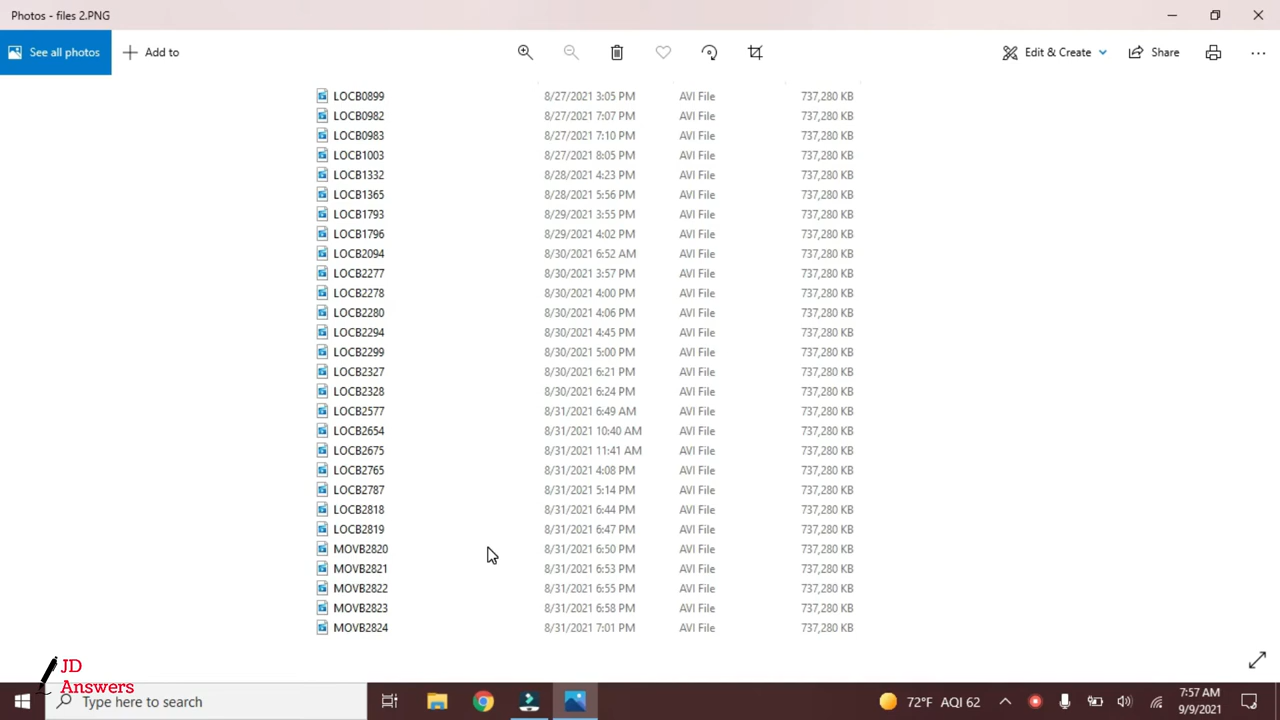 Photos - files 2.PNG
See all photos
Add to
Edit & Create
Share
LOCB0899 8/27/2021 3:05 PM AVI File 737,280 KB
LOCB0982 8/27/2021 7:07 PM AVI File 737,280 KB
LOCB0983 8/27/2021 7:10 PM AVI File 737,280 KB
LOCB1003 8/27/2021 8:05 PM AVI File 737,280 KB
LOCB1332 8/28/2021 4:23 PM AVI File 737,280 KB
LOCB1365 8/28/2021 5:56 PM AVI File 737,280 KB
LOCB1793 8/29/2021 3:55 PM AVI File 737,280 KB
LOCB1796 8/29/2021 4:02 PM AVI File 737,280 KB
LOCB2094 8/30/2021 6:52 AM AVI File 737,280 KB
LOCB2277 8/30/2021 3:57 PM AVI File 737,280 KB
LOCB2278 8/30/2021 4:00 PM AVI File 737,280 KB
LOCB2280 8/30/2021 4:06 PM AVI File 737,280 KB
LOCB2294 8/30/2021 4:45 PM AVI File 737,280 KB
LOCB2299 8/30/2021 5:00 PM AVI File 737,280 KB
LOCB2327 8/30/2021 6:21 PM AVI File 737,280 KB
LOCB2328 8/30/2021 6:24 PM AVI File 737,280 KB
LOCB2577 8/31/2021 6:49 AM AVI File 737,280 KB
LOCB2654 8/31/2021 10:40 AM AVI File 737,280 KB
LOCB2675 8/31/2021 11:41 AM AVI File 737,280 KB
LOCB2765 8/31/2021 4:08 PM AVI File 737,280 KB
LOCB2787 8/31/2021 5:14 PM AVI File 737,280 KB
LOCB2818 8/31/2021 6:44 PM AVI File 737,280 KB
LOCB2819 8/31/2021 6:47 PM AVI File 737,280 KB
MOVB2820 8/31/2021 6:50 PM AVI File 737,280 KB
MOVB2821 8/31/2021 6:53 PM AVI File 737,280 KB
MOVB2822 8/31/2021 6:55 PM AVI File 737,280 KB
MOVB2823 8/31/2021 6:58 PM AVI File 737,280 KB
MOVB2824 8/31/2021 7:01 PM AVI File 737,280 KB
JD
Answers
Type here to search
72°F AQI 62
7:57 AM
9/9/2021